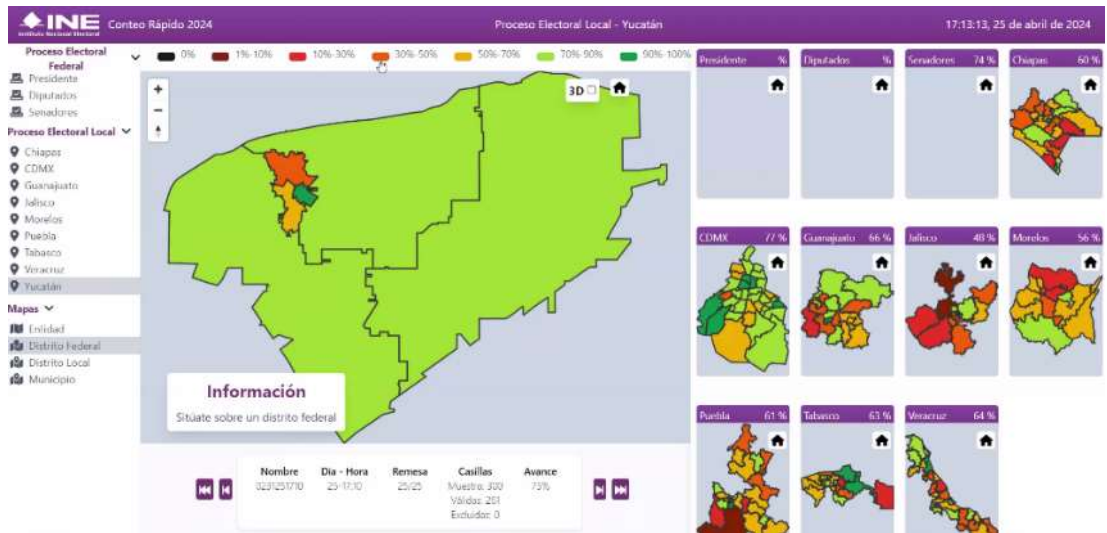 INE
Instituto Nacional Electoral
Conteo Rápido 2024
Proceso Electoral Local - Yucatán
17:13:13, 25 de abril de 2024
Proceso Electoral Federal
Presidente
Diputados
Senadores
Proceso Electoral Local
Chiapas
CDMX
Guanajuato
Jalisco
Morelos
Puebla
Tabasco
Veracruz
Yucatán
Mapas
Entidad
Distrito Federal
Distrito Local
Municipio
0% 1%-10% 10%-30% 30%-50% 50%-70% 70%-90% 90%-100%
+
−
3D
Información
Sitúate sobre un distrito federal
Nombre Día - Hora Remesa Casillas Avance
25-17:10 25/25 Muestra: 300
Válidas:
Excluidas: 0
Presidente %
Diputados %
Senadores 74 %
Chiapas 60 %
CDMX 77 %
Guanajuato 66 %
Jalisco 48 %
Morelos 56 %
Puebla 61 %
Tabasco 63 %
Veracruz 64 %